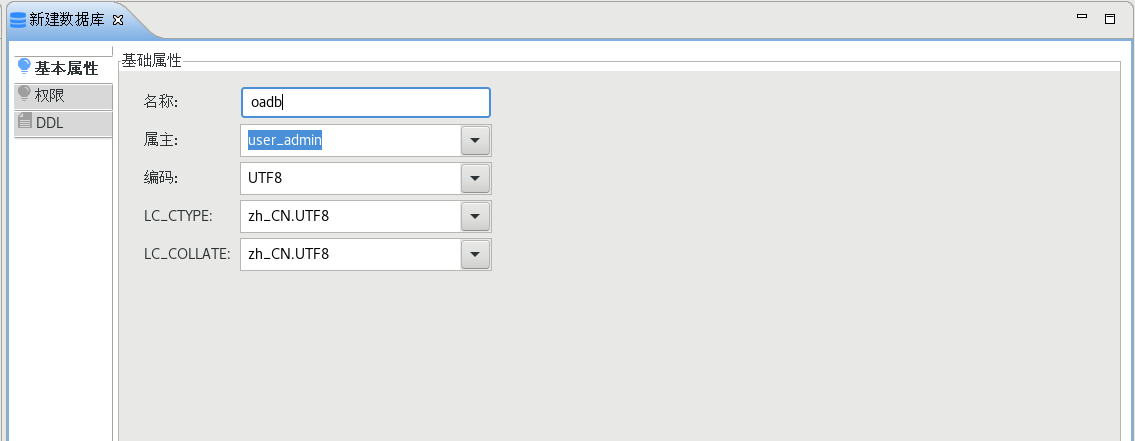 新建数据库
基本属性
权限
DDL
基础属性
名称: oadb
属主: user_admin
编码: UTF8
LC_CTYPE: zh_CN.UTF8
LC_COLLATE: zh_CN.UTF8